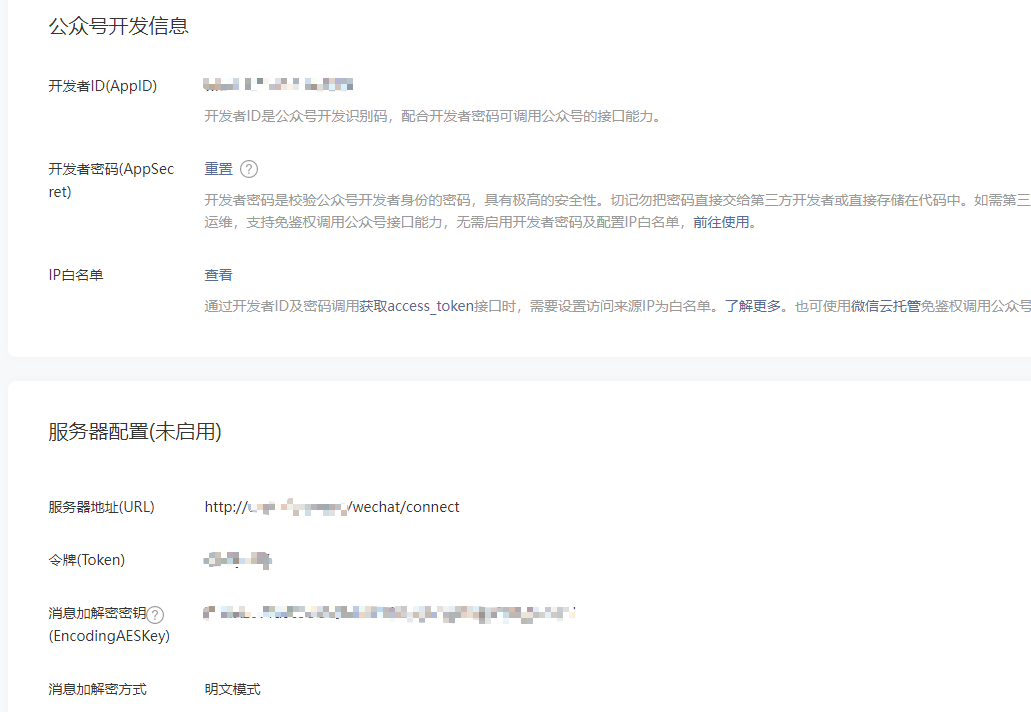 公众号开发信息
开发者ID(AppID)
开发者ID是公众号开发识别码，配合开发者密码可调用公众号的接口能力。
开发者密码(AppSec
ret)
重置 ?
开发者密码是校验公众号开发者身份的密码，具有极高的安全性。切记勿把密码直接交给第三方开发者或直接存储在代码中。如需第三
运维，支持免鉴权调用公众号接口能力，无需启用开发者密码及配置IP白名单，前往使用。
IP白名单
查看
通过开发者ID及密码调用获取access_token接口时，需要设置访问来源IP为白名单。了解更多。也可使用微信云托管免鉴权调用公众号
服务器配置(未启用)
服务器地址(URL)
http:// /wechat/connect
令牌(Token)
消息加解密密钥 ?
(EncodingAESKey)
消息加解密方式
明文模式